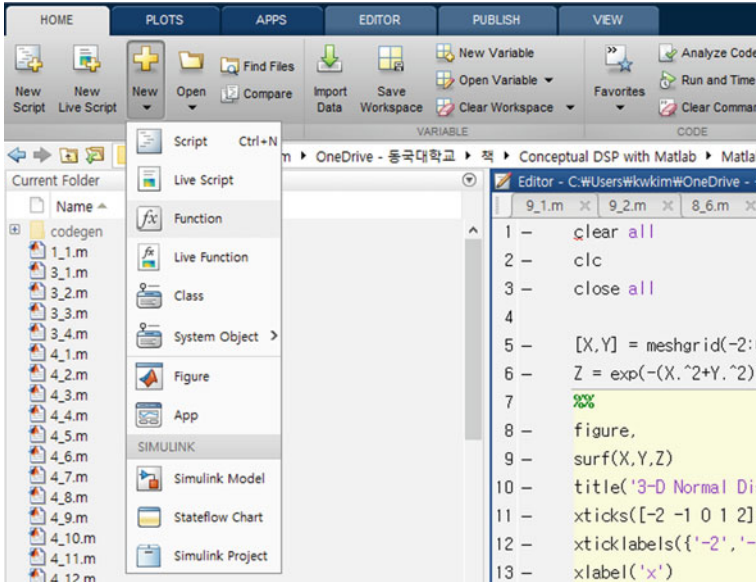 HOME PLOTS APPS EDITOR PUBLISH VIEW
New Script
New Live Script
New
Open
Find Files
Compare
Import Data
Save Workspace
New Variable
Open Variable
Clear Workspace
Favorites
Analyze Code
Run and Time
Clear Comma
VARIABLE
CODE
m ▸ OneDrive - 동국대학교 ▸ 책 ▸ Conceptual DSP with Matlab ▸ Matla
Current Folder
Name
codegen
1_1.m
3_1.m
3_2.m
3_3.m
3_4.m
4_1.m
4_2.m
4_3.m
4_4.m
4_5.m
4_6.m
4_7.m
4_8.m
4_9.m
4_10.m
4_11.m
4_12.m
Script Ctrl+N
Live Script
fx Function
fx Live Function
Class
System Object >
Figure
App
SIMULINK
Simulink Model
Stateflow Chart
Simulink Project
Editor - C:₩Users₩kwkim₩OneDrive -
9_1.m × 9_2.m × 8_6.m ×
1 – clear all
2 – clc
3 – close all
4
5 – [X,Y] = meshgrid(-2:
6 – Z = exp(-(X.^2+Y.^2)
7 %%
8 – figure,
9 – surf(X,Y,Z)
10 – title('3-D Normal Di
11 – xticks([-2 -1 0 1 2]
12 – xticklabels({'-2','-
13 – xlabel('x')